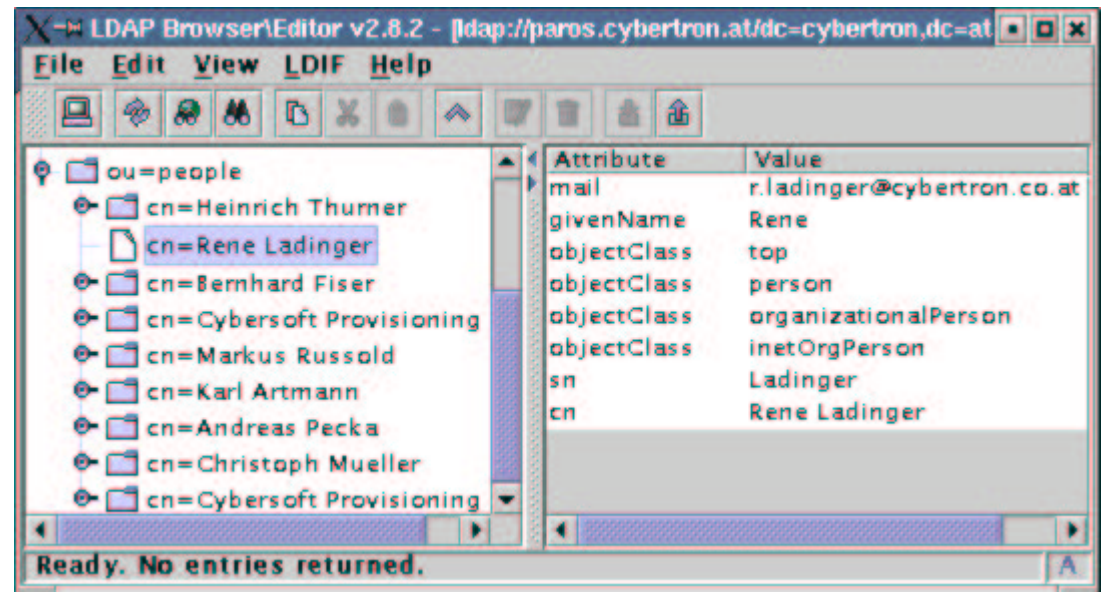 X-⋈ LDAP Browser\Editor v2.8.2 - [ldap://paros.cybertron.at/dc=cybertron,dc=at
File Edit View LDIF Help
ou=people
cn=Heinrich Thurner
cn=Rene Ladinger
cn=Bernhard Fiser
cn=Cybersoft Provisioning
cn=Markus Russold
cn=Karl Artmann
cn=Andreas Pecka
cn=Christoph Mueller
cn=Cybersoft Provisioning
Attribute Value
mail r.ladinger@cybertron.co.at
givenName Rene
objectClass top
objectClass person
objectClass organizationalPerson
objectClass inetOrgPerson
sn Ladinger
cn Rene Ladinger
Ready. No entries returned.
A